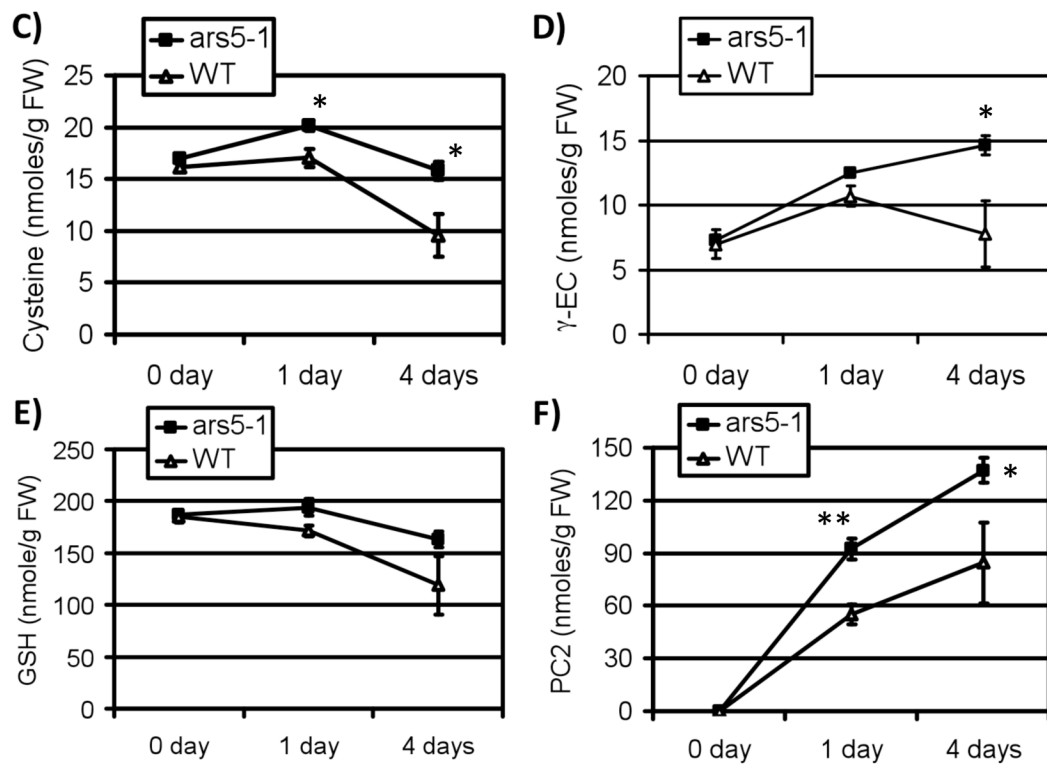 C)
ars5-1
WT
Cysteine (nmoles/g FW)
25
20
15
10
5
0
*
*
0 day 1 day 4 days
D)
ars5-1
WT
γ-EC (nmoles/g FW)
20
15
10
5
0
*
0 day 1 day 4 days
E)
ars5-1
WT
GSH (nmole/g FW)
250
200
150
100
50
0
0 day 1 day 4 days
F)
ars5-1
WT
PC2 (nmoles/g FW)
150
120
90
60
30
0
**
*
0 day 1 day 4 days